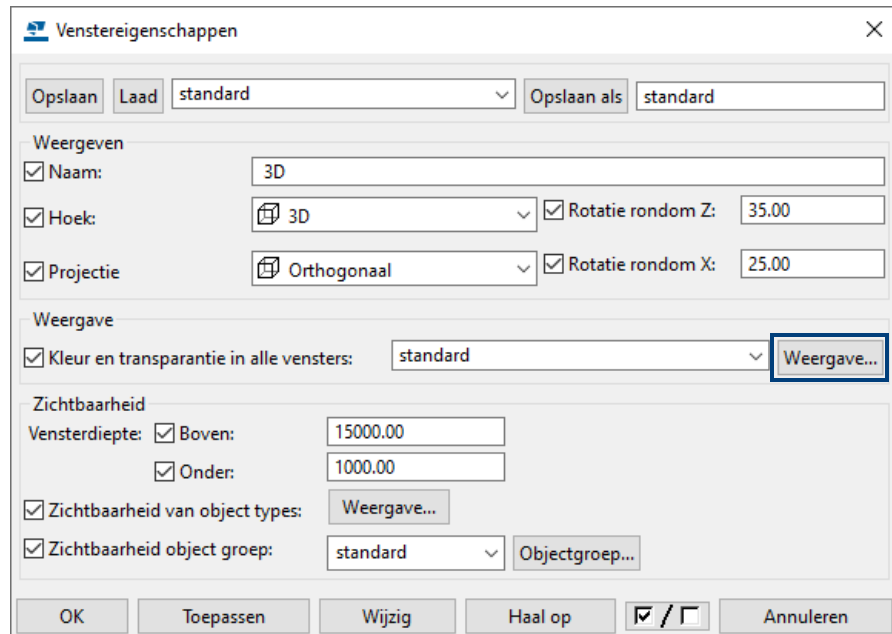 Venstereigenschappen
Opslaan Laad standard Opslaan als standard
Weergeven
Naam: 3D
Hoek: 3D Rotatie rondom Z: 35.00
Projectie Orthogonaal Rotatie rondom X: 25.00
Weergave
Kleur en transparantie in alle vensters: standard Weergave...
Zichtbaarheid
Vensterdiepte: Boven: 15000.00
Onder: 1000.00
Zichtbaarheid van object types: Weergave...
Zichtbaarheid object groep: standard Objectgroep...
OK Toepassen Wijzig Haal op / Annuleren